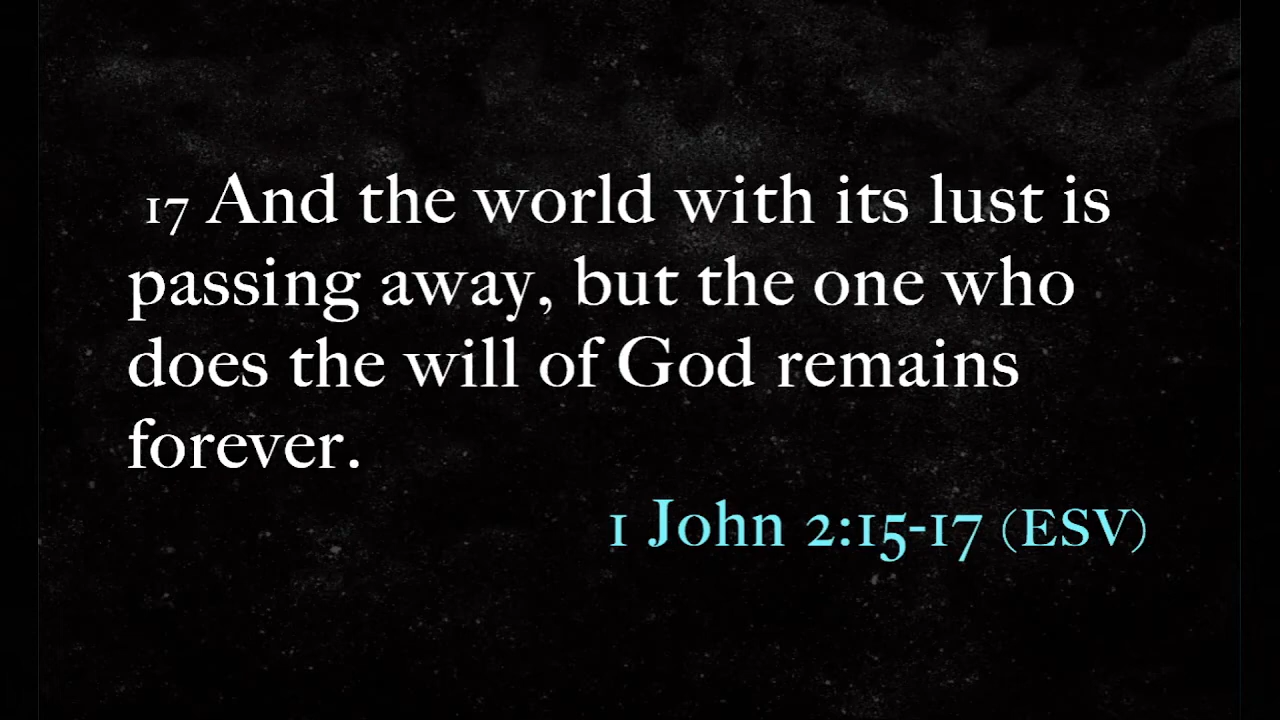 17 And the world with its lust is
passing away, but the one who
does the will of God remains
forever.
1 John 2:15-17 (ESV)